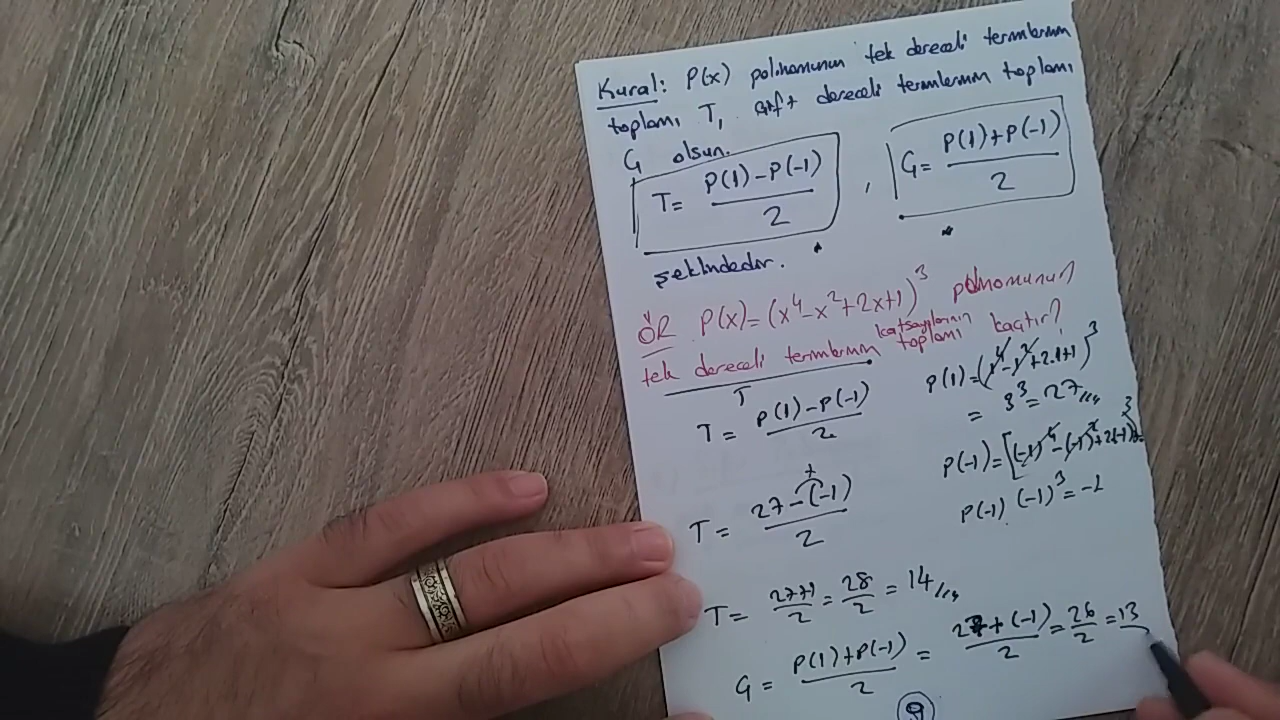 Kural: P(x) polinomunun tek dereceli terimlerinin
toplamı T, çift dereceli terimlerinin toplamı
G olsun.
T= P(1)-P(-1) / 2 , G= P(1)+P(-1) / 2
şeklindedir.
ÖR P(x)=(x⁴-x²+2x+1)³ polinomunun
tek dereceli terimlerinin katsayılarının toplamı kaçtır?
T
T= P(1)-P(-1) / 2
P(1)=(1⁴-1²+2.1+1)³
= 3³=27
P(-1)=[(-1)⁴-(-1)²+2(-1)
P(-1) (-1)³=-1
T= 27-(-1) / 2
+
T= 27+1 / 2 = 28 / 2 = 14
G= P(1)+P(-1) / 2 = 27+(-1) / 2 = 26 / 2 = 13
9